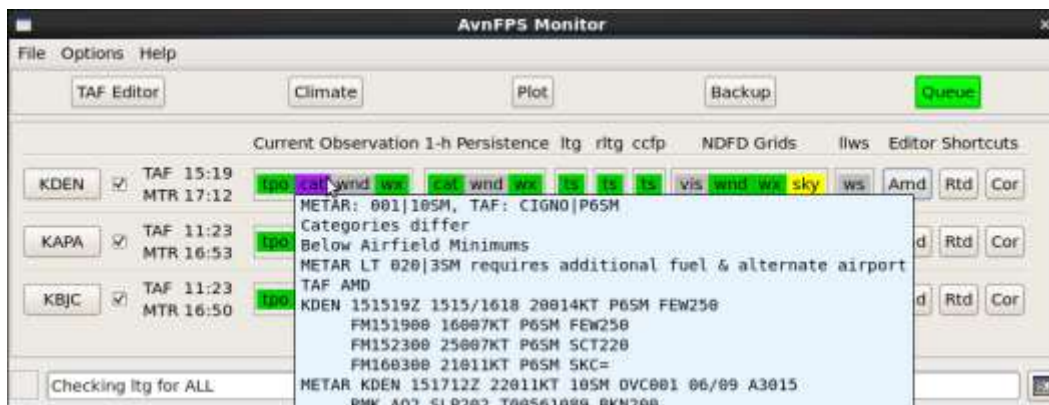 AvnFPS Monitor
File Options Help
TAF Editor Climate Plot Backup Queue
Current Observation 1-h Persistence ltg rltg ccfp NDFD Grids llws Editor Shortcuts
KDEN TAF 15:19 tpo cat wnd wx cat wnd wx ts ts ts vis wnd wx sky ws Amd Rtd Cor
MTR 17:12
METAR: 001|10SM, TAF: CIGNO|P6SM
Categories differ
Below Airfield Minimums
KAPA TAF 11:23 tpo d Rtd Cor
MTR 16:53
METAR LT 020|3SM requires additional fuel & alternate airport
TAF AMD
KBJC TAF 11:23 tpo d Rtd Cor
MTR 16:50
KDEN 151519Z 1515/1618 20014KT P6SM FEW250
FM151900 16007KT P6SM FEW250
FM152300 25007KT P6SM SCT220
FM160300 21011KT P6SM SKC=
Checking ltg for ALL
METAR KDEN 151712Z 22011KT 10SM OVC001 06/09 A3015
RMK AO2 SLP202 T00561089 BKN200